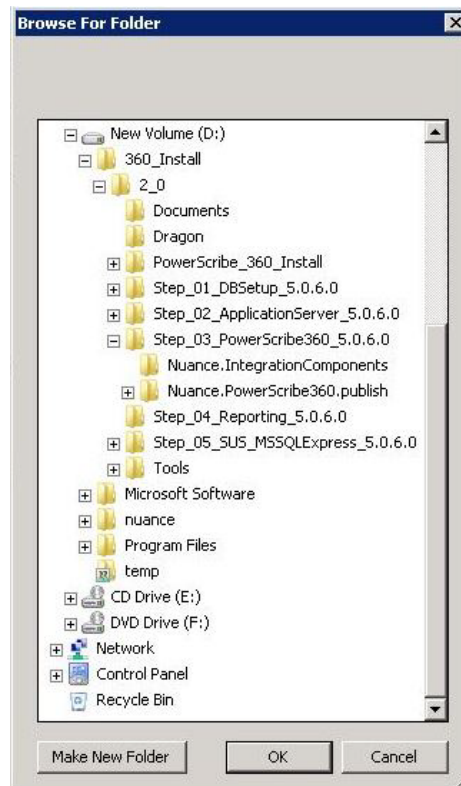 Browse For Folder
New Volume (D:)
360_Install
2_0
Documents
Dragon
PowerScribe_360_Install
Step_01_DBSetup_5.0.6.0
Step_02_ApplicationServer_5.0.6.0
Step_03_PowerScribe360_5.0.6.0
Nuance.IntegrationComponents
Nuance.PowerScribe360.publish
Step_04_Reporting_5.0.6.0
Step_05_SUS_MSSQLExpress_5.0.6.0
Tools
Microsoft Software
nuance
Program Files
temp
CD Drive (E:)
DVD Drive (F:)
Network
Control Panel
Recycle Bin
Make New Folder OK Cancel